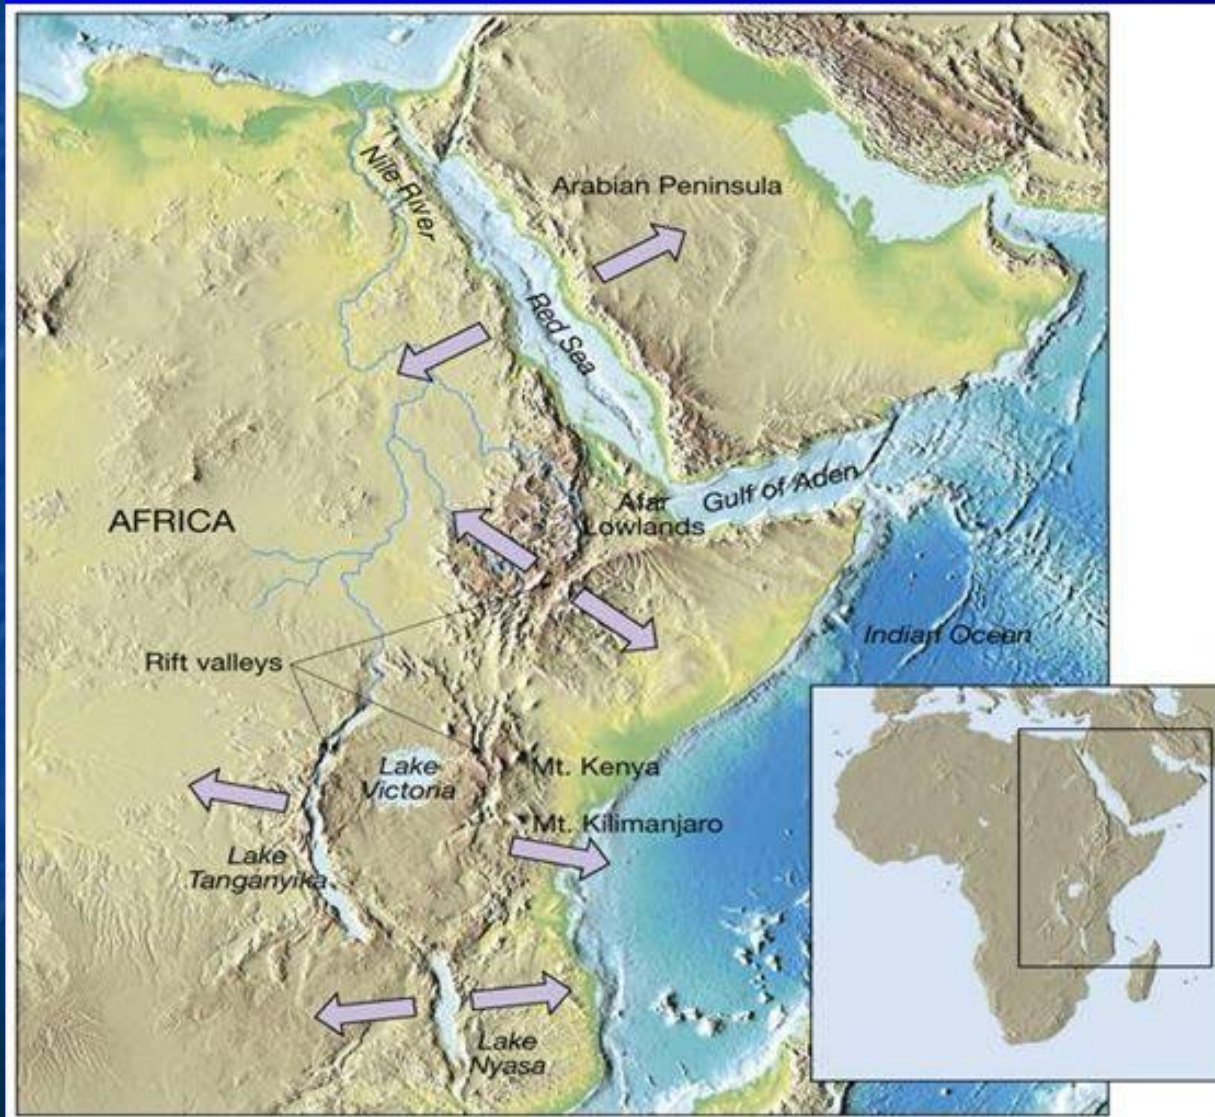 Nile River
Arabian Peninsula
Red Sea
AFRICA
Afar
Lowlands
Gulf of Aden
Indian Ocean
Rift valleys
Lake
Victoria
Mt. Kenya
Mt. Kilimanjaro
Lake
Tanganyika
Lake
Nyasa